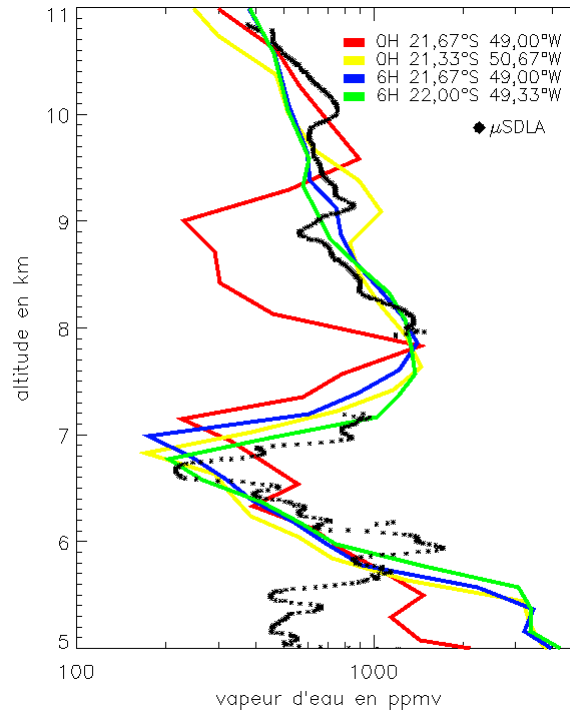 11
10
9
8
7
6
5
altitude en km
0H 21,67°S 49,00°W
0H 21,33°S 50,67°W
6H 21,67°S 49,00°W
6H 22,00°S 49,33°W
μSDLA
100
1000
vapeur d'eau en ppmv